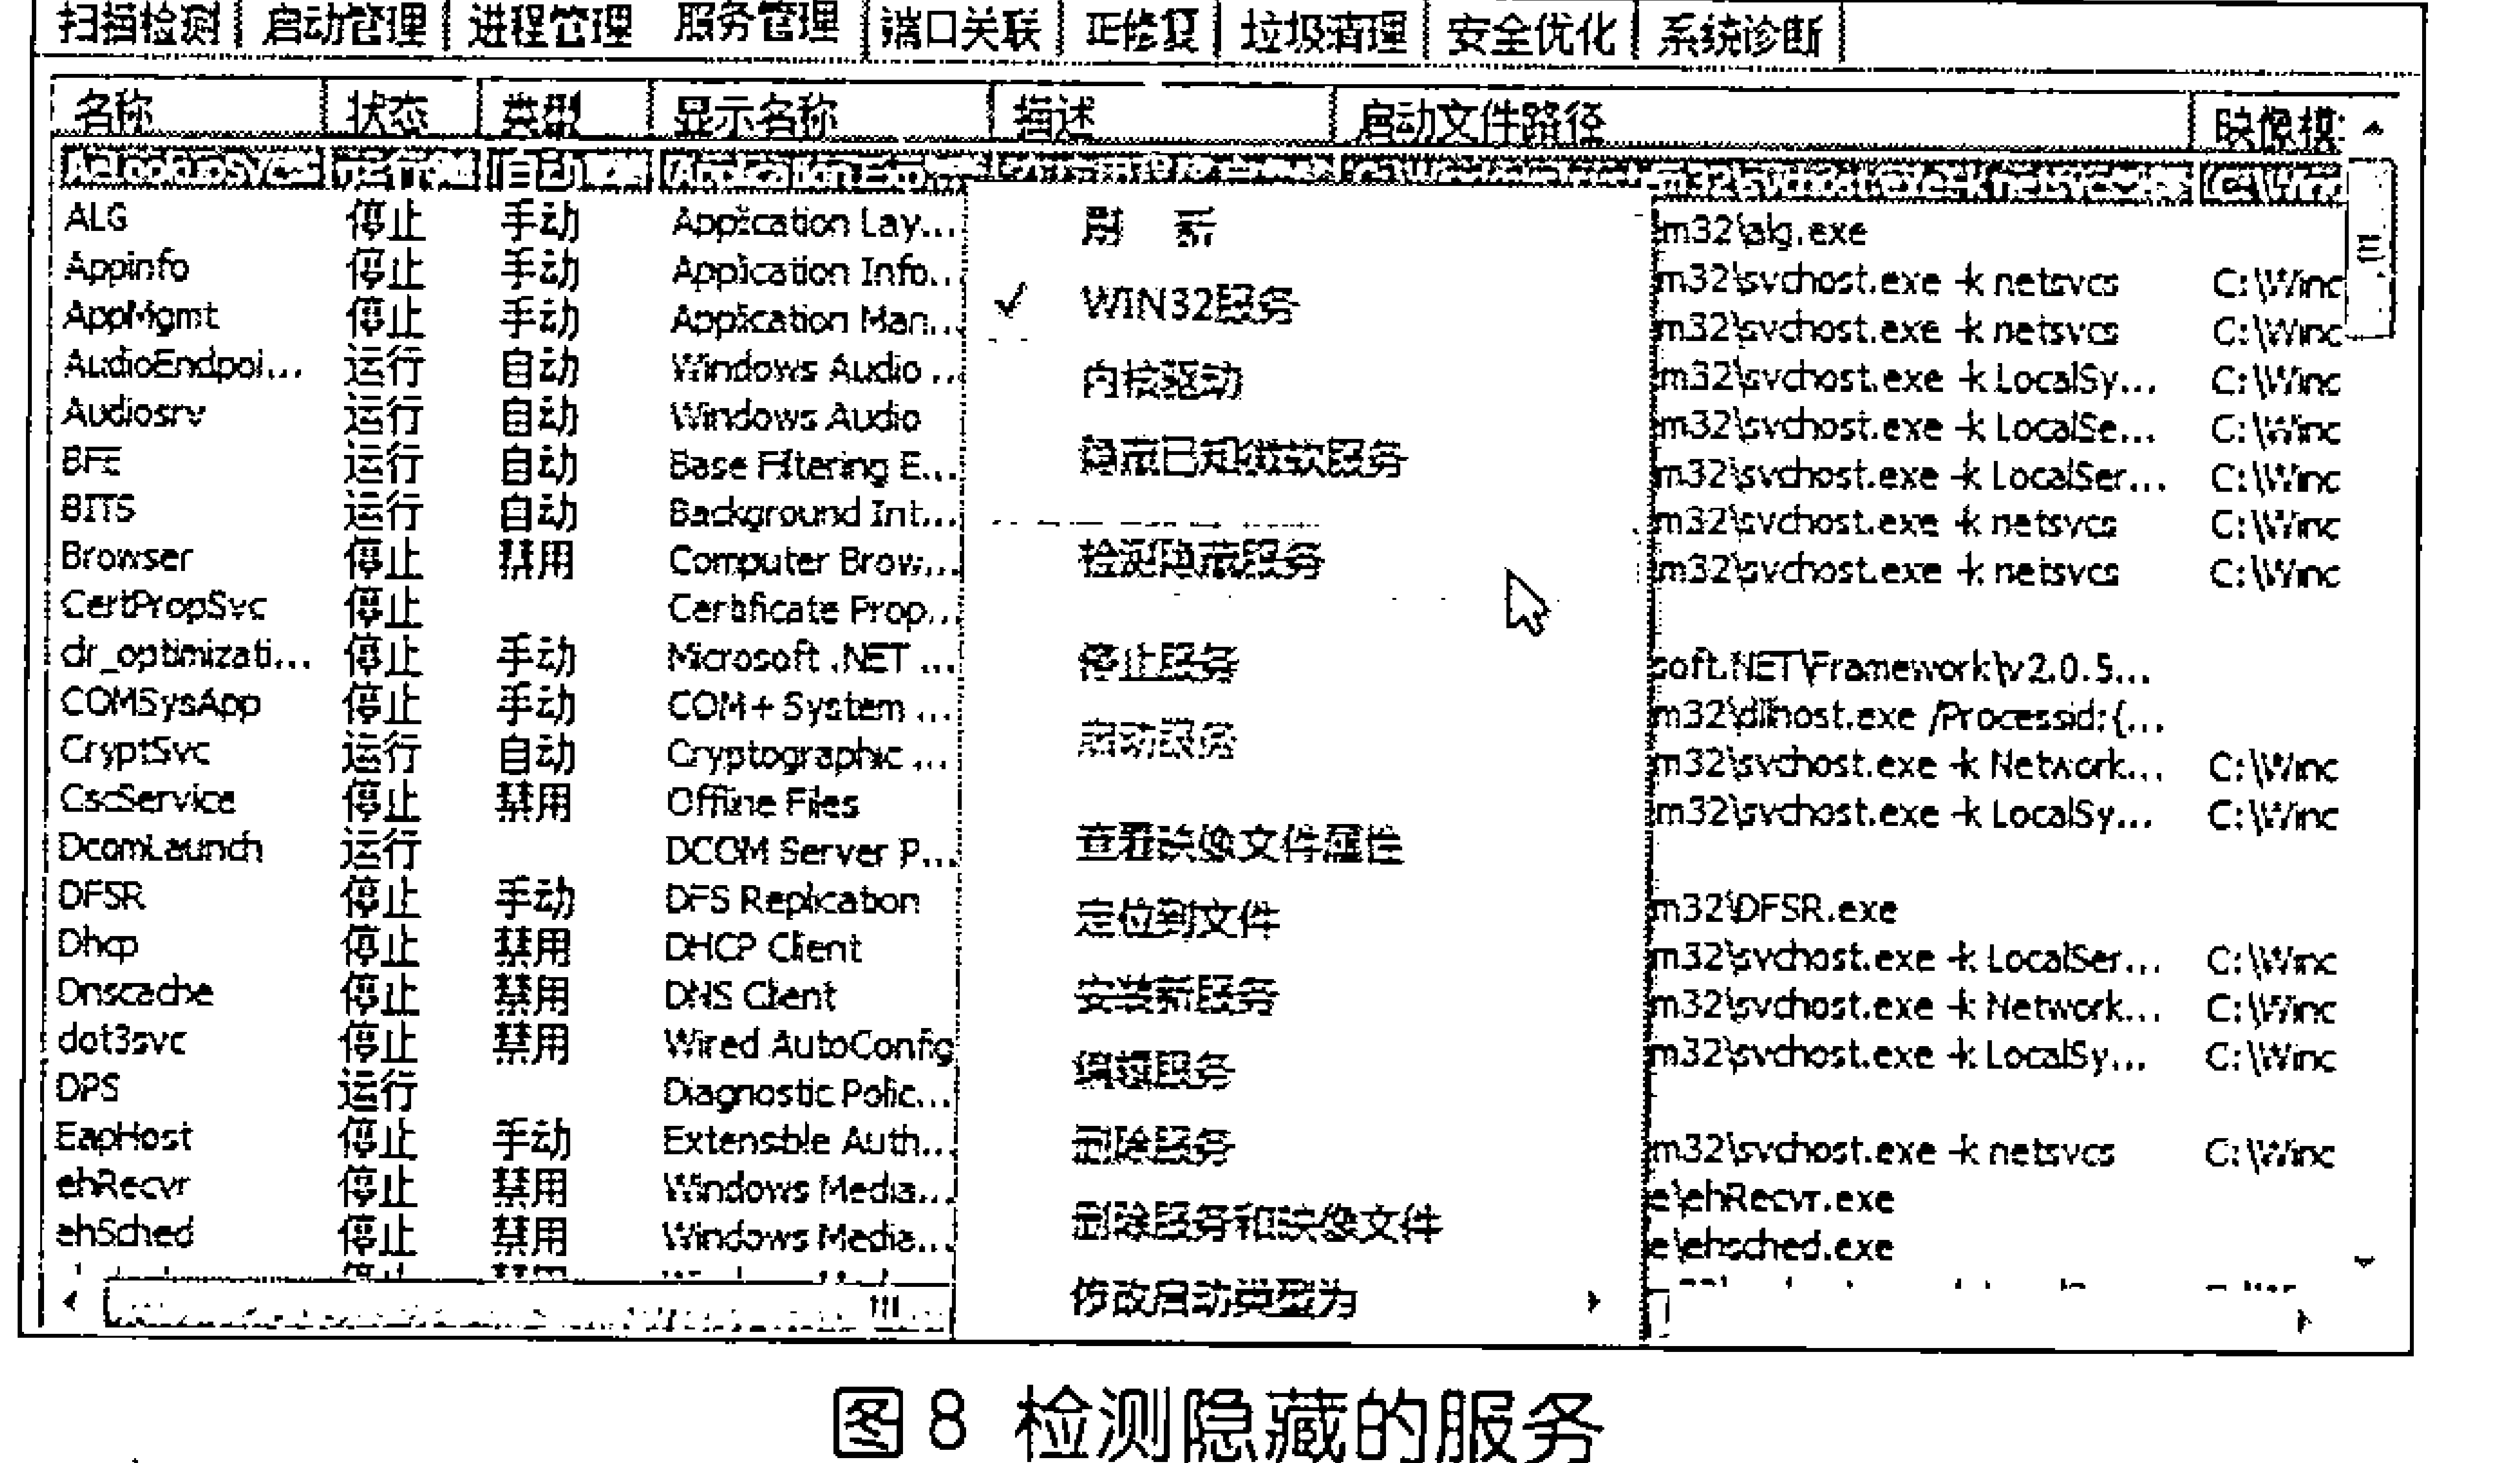 扫描检测 启动管理 进程管理 服务管理 端口关联 正修复 垃圾清理 安全优化 系统诊断
名称 状态 类型 显示名称 描述 启动文件路径 映像模
AeLookupSvc 运行 自动 Application Exp... m32\svchost.exe -k netsvcs C:\Win
ALG 停止 手动 Application Lay... m32\alg.exe
Appinfo 停止 手动 Application Info... m32\svchost.exe -k netsvcs C:\Winc
AppMgmt 停止 手动 Application Man... m32\svchost.exe -k netsvcs C:\Winc
AudioEndpoi... 运行 自动 Windows Audio ... m32\svchost.exe -k LocalSy... C:\Winc
Audiosrv 运行 自动 Windows Audio m32\svchost.exe -k LocalSe... C:\Winc
BFE 运行 自动 Base Filtering E... m32\svchost.exe -k LocalSer... C:\Winc
BITS 运行 自动 Background Int... m32\svchost.exe -k netsvcs C:\Winc
Browser 停止 禁用 Computer Brow... m32\svchost.exe -k netsvcs C:\Winc
CertPropSvc 停止 Certificate Prop...
clr_optimizati... 停止 手动 Microsoft .NET ... soft.NET\Framework\v2.0.5...
COMSysApp 停止 手动 COM+ System ... m32\dllhost.exe /Processid:{...
CryptSvc 运行 自动 Cryptographic ... m32\svchost.exe -k Network... C:\Winc
CscService 停止 禁用 Offline Files m32\svchost.exe -k LocalSy... C:\Winc
DcomLaunch 运行 DCOM Server P...
DFSR 停止 手动 DFS Replication m32\DFSR.exe
Dhcp 停止 禁用 DHCP Client m32\svchost.exe -k LocalSer... C:\Winc
Dnscache 停止 禁用 DNS Client m32\svchost.exe -k Network... C:\Winc
dot3svc 停止 禁用 Wired AutoConfig m32\svchost.exe -k LocalSy... C:\Winc
DPS 运行 Diagnostic Polic...
EapHost 停止 手动 Extensible Auth... m32\svchost.exe -k netsvcs C:\Winc
ehRecvr 停止 禁用 Windows Media... e\ehRecvr.exe
ehSched 停止 禁用 Windows Media... e\ehsched.exe
刷 新
✓ WIN32服务
内核驱动
隐藏已知微软服务
检测隐藏服务
停止服务
启动服务
查看映像文件属性
定位到文件
安装新服务
编辑服务
删除服务
删除服务和映像文件
修改启动类型为
图8 检测隐藏的服务